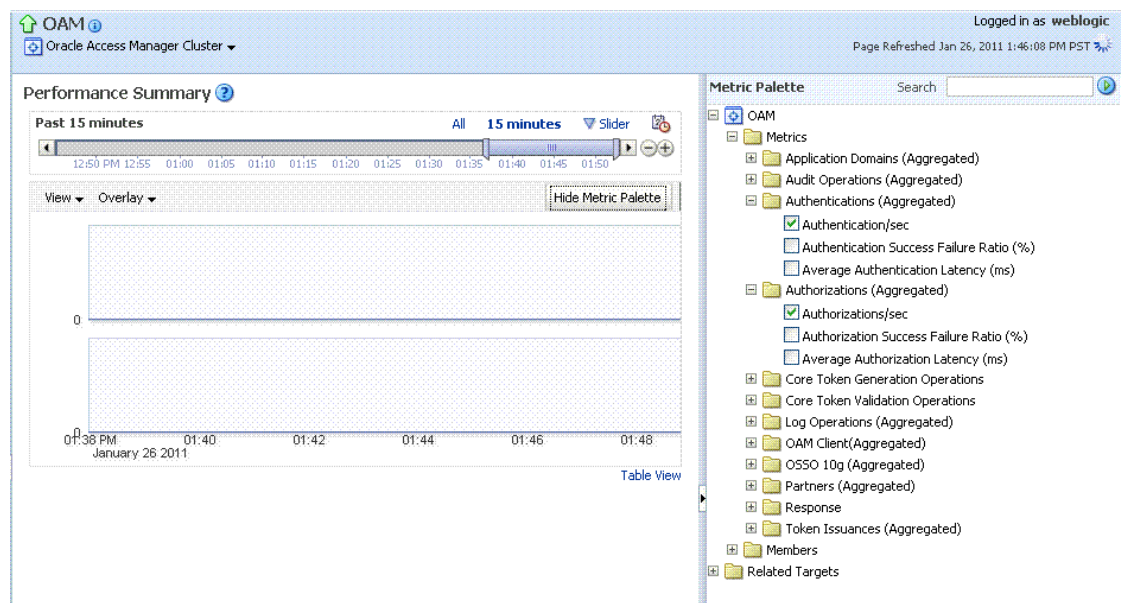 OAM
Logged in as weblogic
Oracle Access Manager Cluster
Page Refreshed Jan 26, 2011 1:46:08 PM PST
Performance Summary
Past 15 minutes
All 15 minutes Slider
12:50 PM 12:55 01:00 01:05 01:10 01:15 01:20 01:25 01:30 01:35 01:40 01:45 01:50
View Overlay Hide Metric Palette
0
0
01:38 PM 01:40 01:42 01:44 01:46 01:48
January 26 2011
Table View
Metric Palette Search
OAM
Metrics
Application Domains (Aggregated)
Audit Operations (Aggregated)
Authentications (Aggregated)
Authentication/sec
Authentication Success Failure Ratio (%)
Average Authentication Latency (ms)
Authorizations (Aggregated)
Authorizations/sec
Authorization Success Failure Ratio (%)
Average Authorization Latency (ms)
Core Token Generation Operations
Core Token Validation Operations
Log Operations (Aggregated)
OAM Client(Aggregated)
OSSO 10g (Aggregated)
Partners (Aggregated)
Response
Token Issuances (Aggregated)
Members
Related Targets